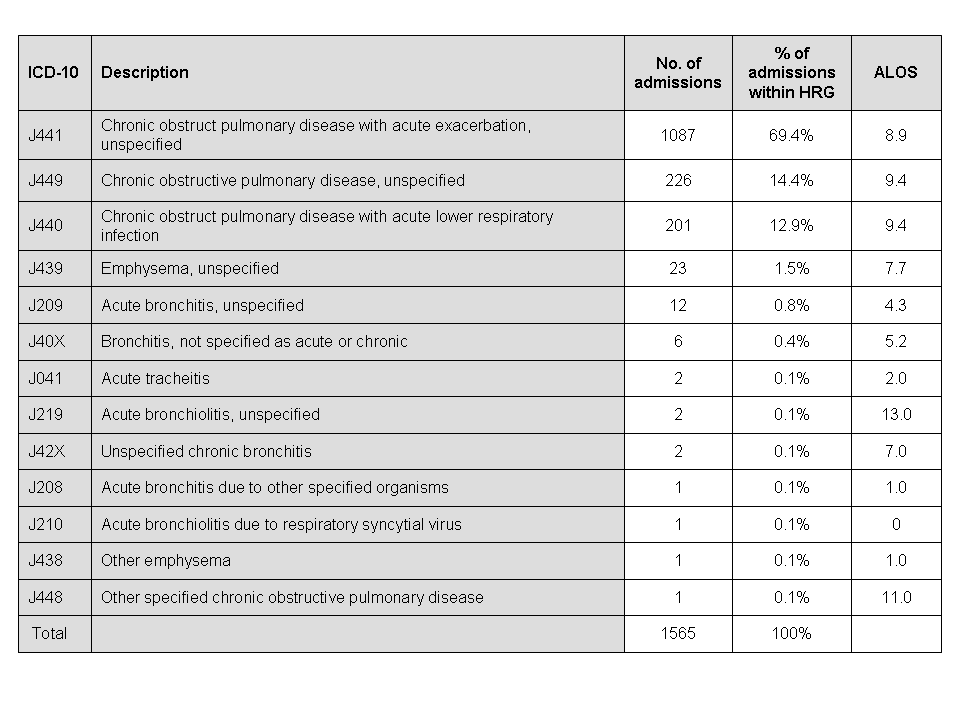 ICD-10 Description No. of admissions % of admissions within HRG ALOS
J441 Chronic obstruct pulmonary disease with acute exacerbation, unspecified 1087 69.4% 8.9
J449 Chronic obstructive pulmonary disease, unspecified 226 14.4% 9.4
J440 Chronic obstruct pulmonary disease with acute lower respiratory infection 201 12.9% 9.4
J439 Emphysema, unspecified 23 1.5% 7.7
J209 Acute bronchitis, unspecified 12 0.8% 4.3
J40X Bronchitis, not specified as acute or chronic 6 0.4% 5.2
J041 Acute tracheitis 2 0.1% 2.0
J219 Acute bronchiolitis, unspecified 2 0.1% 13.0
J42X Unspecified chronic bronchitis 2 0.1% 7.0
J208 Acute bronchitis due to other specified organisms 1 0.1% 1.0
J210 Acute bronchiolitis due to respiratory syncytial virus 1 0.1% 0
J438 Other emphysema 1 0.1% 1.0
J448 Other specified chronic obstructive pulmonary disease 1 0.1% 11.0
Total 1565 100%